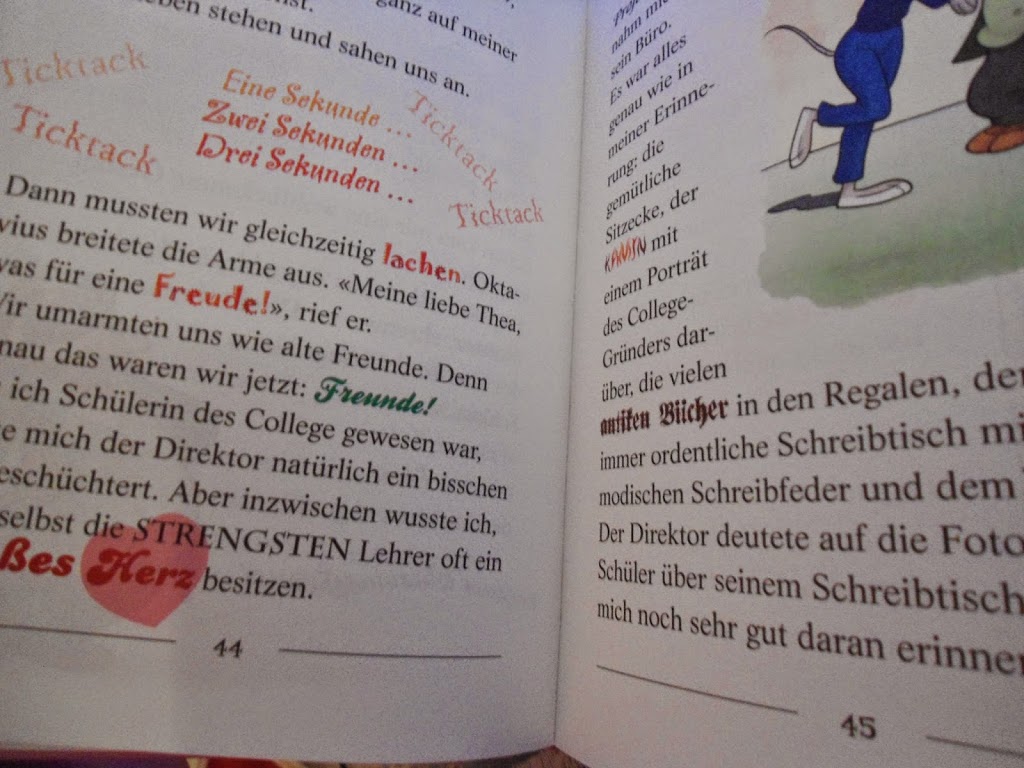 ganz auf meiner
stehen und sahen uns an.
Ticktack
Eine Sekunde ...
Ticktack
Ticktack
Zwei Sekunden ...
Drei Sekunden ...
Ticktack
Dann mussten wir gleichzeitig lachen. Okta-
vius breitete die Arme aus. «Meine liebe Thea,
was für eine Freude!», rief er.
Wir umarmten uns wie alte Freunde. Denn
nau das waren wir jetzt: Freunde!
ich Schülerin des College gewesen war,
te mich der Direktor natürlich ein bisschen
eschüchtert. Aber inzwischen wusste ich,
selbst die STRENGSTEN Lehrer oft ein
ßes Herz besitzen.
44
nahm mi
sein Büro.
Es war alles
genau wie in
meiner Erinne-
rung: die
gemütliche
Sitzecke, der
KAMIN mit
einem Porträt
des College-
Gründers dar-
über, die vielen
antiken Bücher in den Regalen, der
immer ordentliche Schreibtisch mi
modischen Schreibfeder und dem
Der Direktor deutete auf die Foto
Schüler über seinem Schreibtisch
mich noch sehr gut daran erinner
45